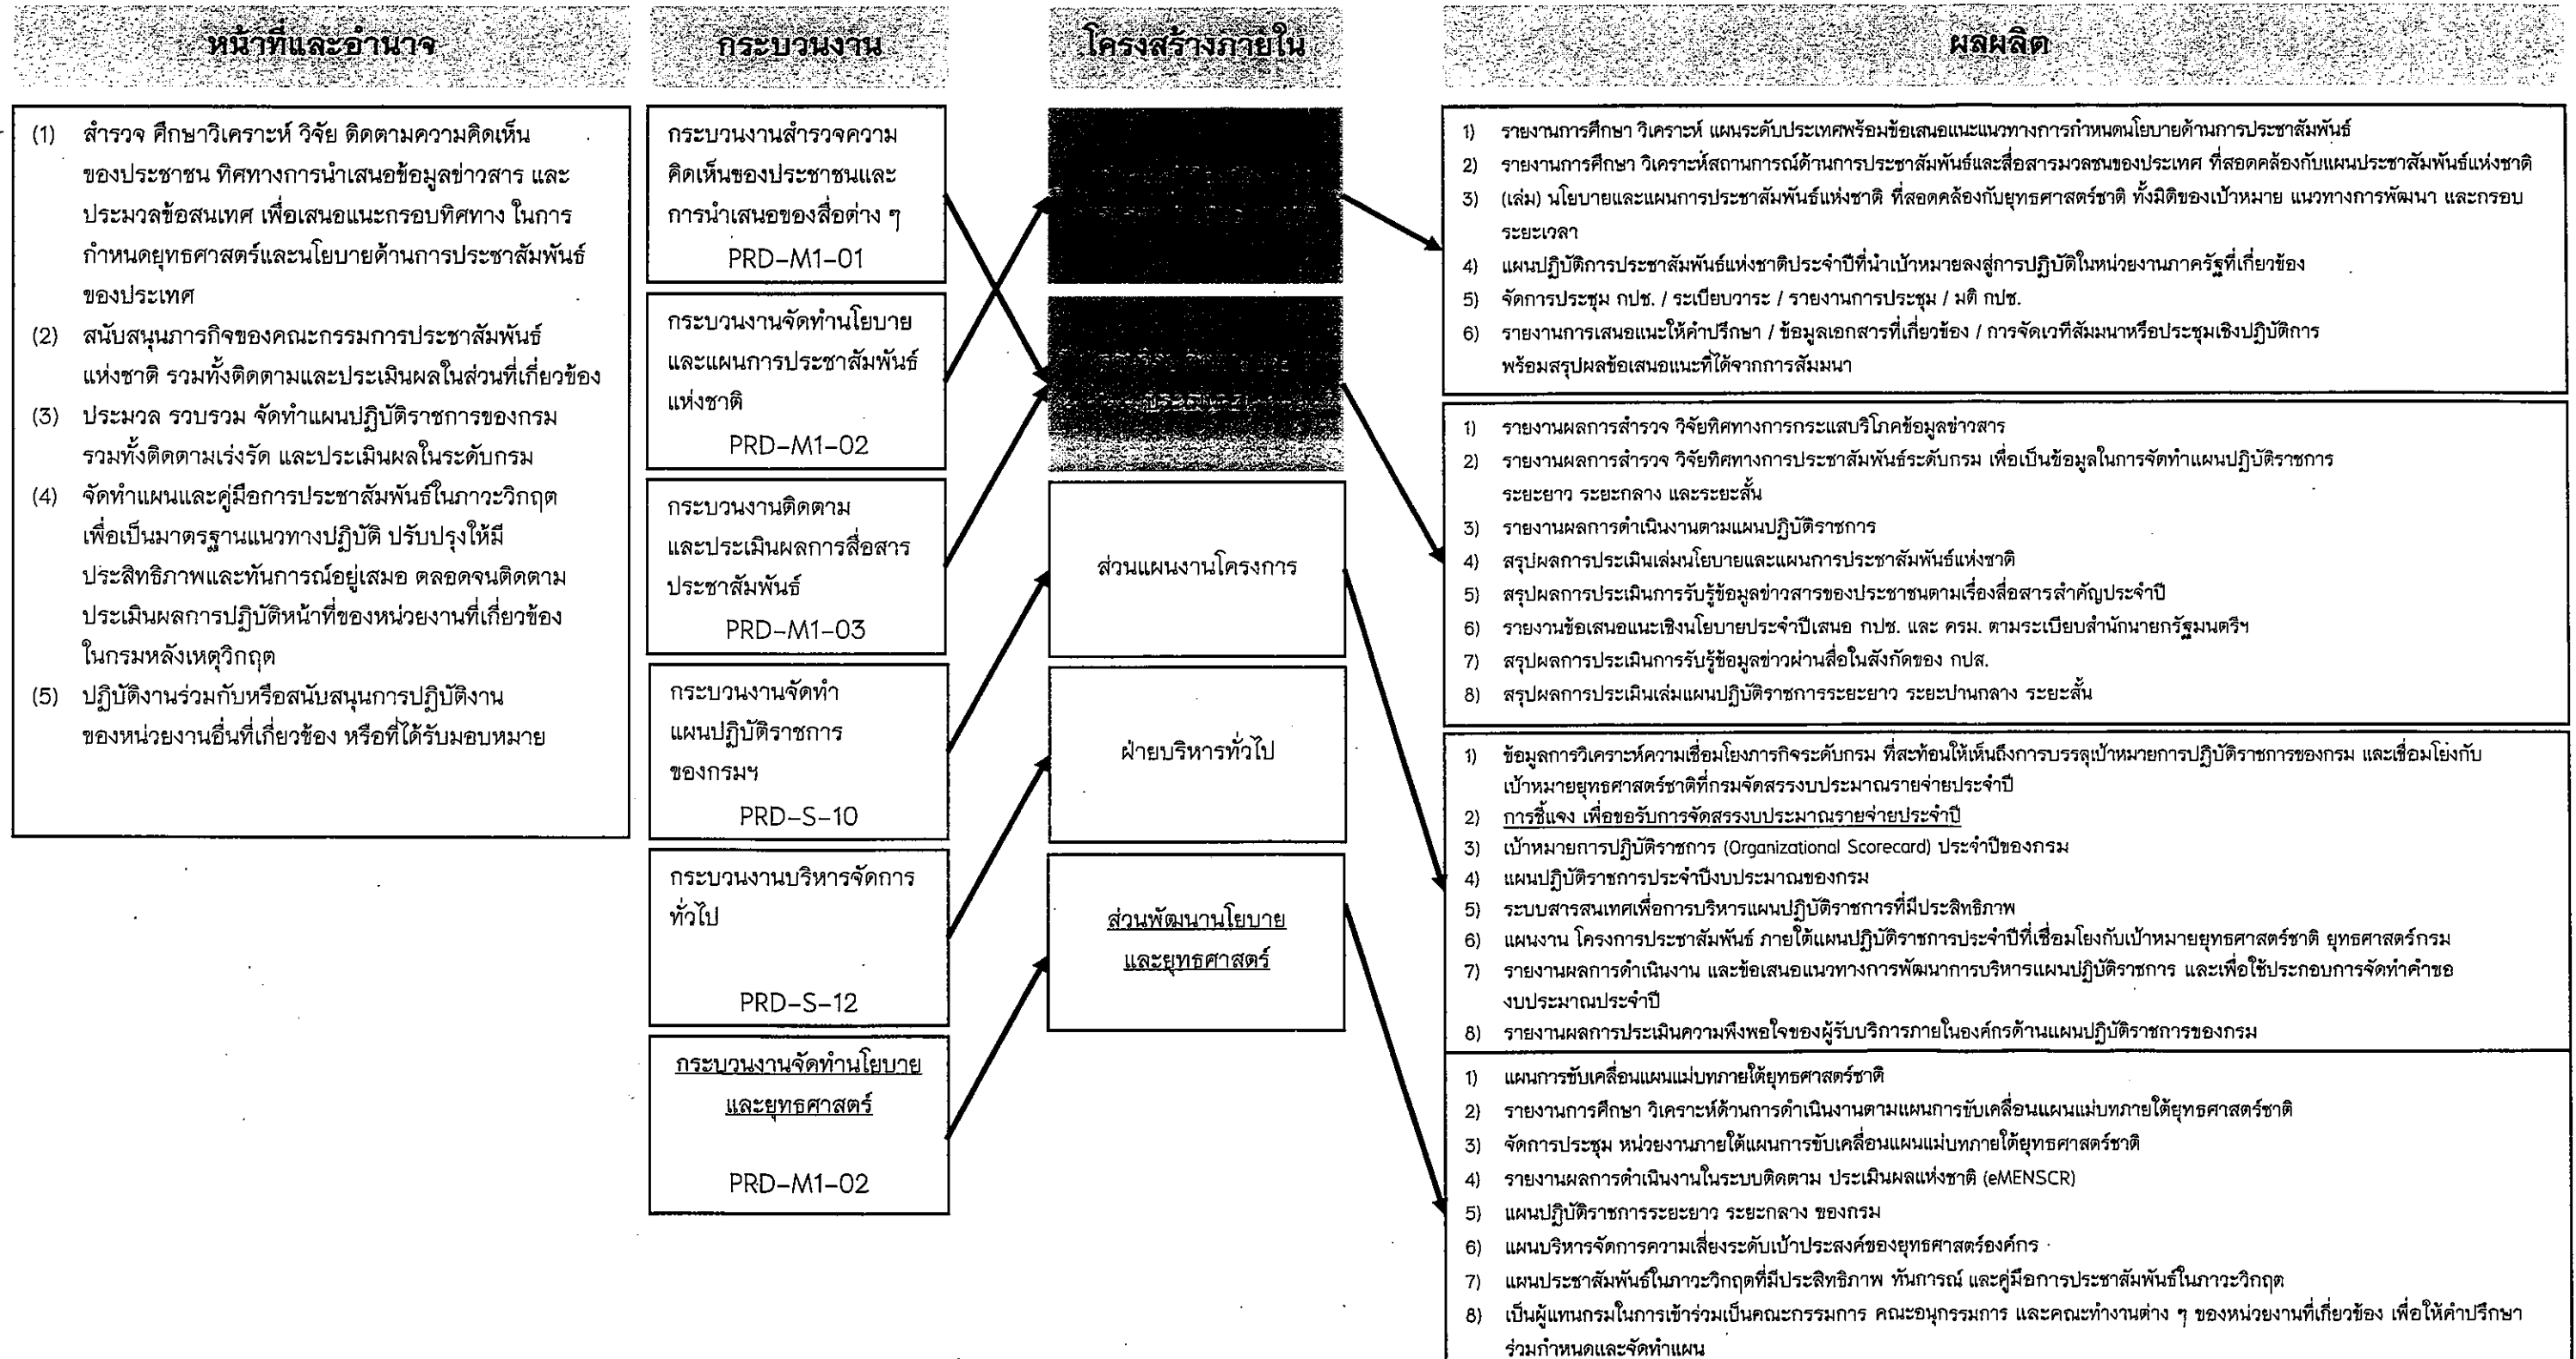 หน้าที่และอำนาจ
กระบวนงาน
โครงสร้างภายใน
ผลผลิต
(1) สำรวจ ศึกษาวิเคราะห์ วิจัย ติดตามความคิดเห็น
ของประชาชน ทิศทางการนำเสนอข้อมูลข่าวสาร และ
ประมวลข้อสนเทศ เพื่อเสนอแนะกรอบทิศทาง ในการ
กำหนดยุทธศาสตร์และนโยบายด้านการประชาสัมพันธ์
ของประเทศ
(2) สนับสนุนภารกิจของคณะกรรมการประชาสัมพันธ์
แห่งชาติ รวมทั้งติดตามและประเมินผลในส่วนที่เกี่ยวข้อง
(3) ประมวล รวบรวม จัดทำแผนปฏิบัติราชการของกรม
รวมทั้งติดตามเร่งรัด และประเมินผลในระดับกรม
(4) จัดทำแผนและคู่มือการประชาสัมพันธ์ในภาวะวิกฤต
เพื่อเป็นมาตรฐานแนวทางปฏิบัติ ปรับปรุงให้มี
ประสิทธิภาพและทันการณ์อยู่เสมอ ตลอดจนติดตาม
ประเมินผลการปฏิบัติหน้าที่ของหน่วยงานที่เกี่ยวข้อง
ในกรมหลังเหตุวิกฤต
(5) ปฏิบัติงานร่วมกับหรือสนับสนุนการปฏิบัติงาน
ของหน่วยงานอื่นที่เกี่ยวข้อง หรือที่ได้รับมอบหมาย
กระบวนงานสำรวจความ
คิดเห็นของประชาชนและ
การนำเสนอของสื่อต่าง ๆ
PRD-M1-01
กระบวนงานจัดทำนโยบาย
และแผนการประชาสัมพันธ์
แห่งชาติ
PRD-M1-02
กระบวนงานติดตาม
และประเมินผลการสื่อสาร
ประชาสัมพันธ์
PRD-M1-03
กระบวนงานจัดทำ
แผนปฏิบัติราชการ
ของกรมฯ
PRD-S-10
กระบวนงานบริหารจัดการ
ทั่วไป
PRD-S-12
กระบวนงานจัดทำนโยบาย
และยุทธศาสตร์
PRD-M1-02
ส่วนแผนงานโครงการ
ฝ่ายบริหารทั่วไป
ส่วนพัฒนานโยบาย
และยุทธศาสตร์
1) รายงานการศึกษา วิเคราะห์ แผนระดับประเทศพร้อมข้อเสนอแนะแนวทางการกำหนดนโยบายด้านการประชาสัมพันธ์
2) รายงานการศึกษา วิเคราะห์สถานการณ์ด้านการประชาสัมพันธ์และสื่อสารมวลชนของประเทศ ที่สอดคล้องกับแผนประชาสัมพันธ์แห่งชาติ
3) (เล่ม) นโยบายและแผนการประชาสัมพันธ์แห่งชาติ ที่สอดคล้องกับยุทธศาสตร์ชาติ ทั้งมิติของเป้าหมาย แนวทางการพัฒนา และกรอบ
ระยะเวลา
4) แผนปฏิบัติการประชาสัมพันธ์แห่งชาติประจำปีที่นำเป้าหมายลงสู่การปฏิบัติในหน่วยงานภาครัฐที่เกี่ยวข้อง
5) จัดการประชุม กปช. / ระเบียบวาระ / รายงานการประชุม / มติ กปช.
6) รายงานการเสนอแนะให้คำปรึกษา / ข้อมูลเอกสารที่เกี่ยวข้อง / การจัดเวทีสัมมนาหรือประชุมเชิงปฏิบัติการ
พร้อมสรุปผลข้อเสนอแนะที่ได้จากการสัมมนา
1) รายงานผลการสำรวจ วิจัยทิศทางการกระแสบริโภคข้อมูลข่าวสาร
2) รายงานผลการสำรวจ วิจัยทิศทางการประชาสัมพันธ์ระดับกรม เพื่อเป็นข้อมูลในการจัดทำแผนปฏิบัติราชการ
ระยะยาว ระยะกลาง และระยะสั้น
3) รายงานผลการดำเนินงานตามแผนปฏิบัติราชการ
4) สรุปผลการประเมินเล่มนโยบายและแผนการประชาสัมพันธ์แห่งชาติ
5) สรุปผลการประเมินการรับรู้ข้อมูลข่าวสารของประชาชนตามเรื่องสื่อสารสำคัญประจำปี
6) รายงานข้อเสนอแนะเชิงนโยบายประจำปีเสนอ กปช. และ ครม. ตามระเบียบสำนักนายกรัฐมนตรีฯ
7) สรุปผลการประเมินการรับรู้ข้อมูลข่าวผ่านสื่อในสังกัดของ กปส.
8) สรุปผลการประเมินเล่มแผนปฏิบัติราชการระยะยาว ระยะปานกลาง ระยะสั้น
1) ข้อมูลการวิเคราะห์ความเชื่อมโยงภารกิจระดับกรม ที่สะท้อนให้เห็นถึงการบรรลุเป้าหมายการปฏิบัติราชการของกรม และเชื่อมโยงกับ
เป้าหมายยุทธศาสตร์ชาติที่กรมจัดสรรงบประมาณรายจ่ายประจำปี
2) การชี้แจง เพื่อขอรับการจัดสรรงบประมาณรายจ่ายประจำปี
3) เป้าหมายการปฏิบัติราชการ (Organizational Scorecard) ประจำปีของกรม
4) แผนปฏิบัติราชการประจำปีงบประมาณของกรม
5) ระบบสารสนเทศเพื่อการบริหารแผนปฏิบัติราชการที่มีประสิทธิภาพ
6) แผนงาน โครงการประชาสัมพันธ์ ภายใต้แผนปฏิบัติราชการประจำปีที่เชื่อมโยงกับเป้าหมายยุทธศาสตร์ชาติ ยุทธศาสตร์กรม
7) รายงานผลการดำเนินงาน และข้อเสนอแนวทางการพัฒนาการบริหารแผนปฏิบัติราชการ และเพื่อใช้ประกอบการจัดทำคำขอ
งบประมาณประจำปี
8) รายงานผลการประเมินความพึงพอใจของผู้รับบริการภายในองค์กรด้านแผนปฏิบัติราชการของกรม
1) แผนการขับเคลื่อนแผนแม่บทภายใต้ยุทธศาสตร์ชาติ
2) รายงานการศึกษา วิเคราะห์ด้านการดำเนินงานตามแผนการขับเคลื่อนแผนแม่บทภายใต้ยุทธศาสตร์ชาติ
3) จัดการประชุม หน่วยงานภายใต้แผนการขับเคลื่อนแผนแม่บทภายใต้ยุทธศาสตร์ชาติ
4) รายงานผลการดำเนินงานในระบบติดตาม ประเมินผลแห่งชาติ (eMENSCR)
5) แผนปฏิบัติราชการระยะยาว ระยะกลาง ของกรม
6) แผนบริหารจัดการความเสี่ยงระดับเป้าประสงค์ของยุทธศาสตร์องค์กร
7) แผนประชาสัมพันธ์ในภาวะวิกฤตที่มีประสิทธิภาพ ทันการณ์ และคู่มือการประชาสัมพันธ์ในภาวะวิกฤต
8) เป็นผู้แทนกรมในการเข้าร่วมเป็นคณะกรรมการ คณะอนุกรรมการ และคณะทำงานต่าง ๆ ของหน่วยงานที่เกี่ยวข้อง เพื่อให้คำปรึกษา
ร่วมกำหนดและจัดทำแผน